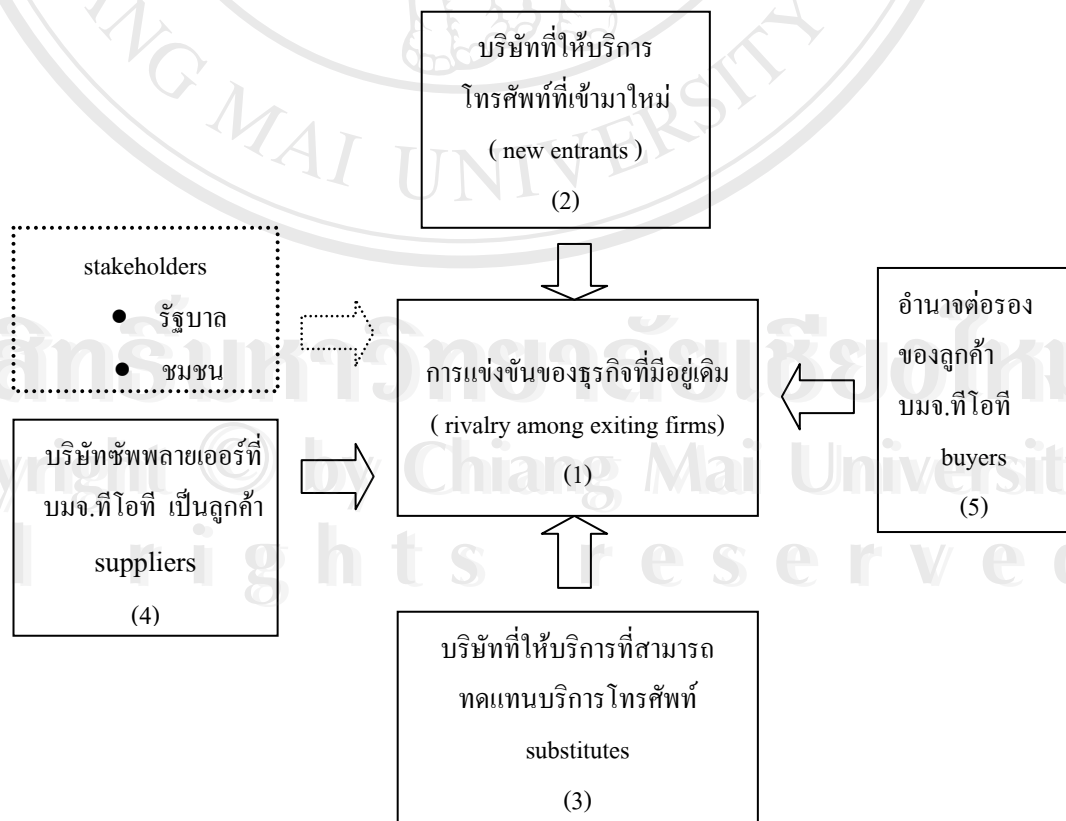 บริษัทที่ให้บริการ
โทรศัพท์ที่เข้ามาใหม่
( new entrants )
(2)
stakeholders
● รัฐบาล
● ชมชน
การแข่งขันของธุรกิจที่มีอยู่เดิม
( rivalry among exiting firms)
(1)
อำนาจต่อรอง
ของลูกค้า
บมจ.ทีโอที
buyers
(5)
บริษัทซัพพลายเออร์ที่
บมจ.ทีโอที เป็นลูกค้า
suppliers
(4)
บริษัทที่ให้บริการที่สามารถ
ทดแทนบริการโทรศัพท์
substitutes
(3)
MAI UNIVERSITY
by Chiang Mai Universit
rights reserve